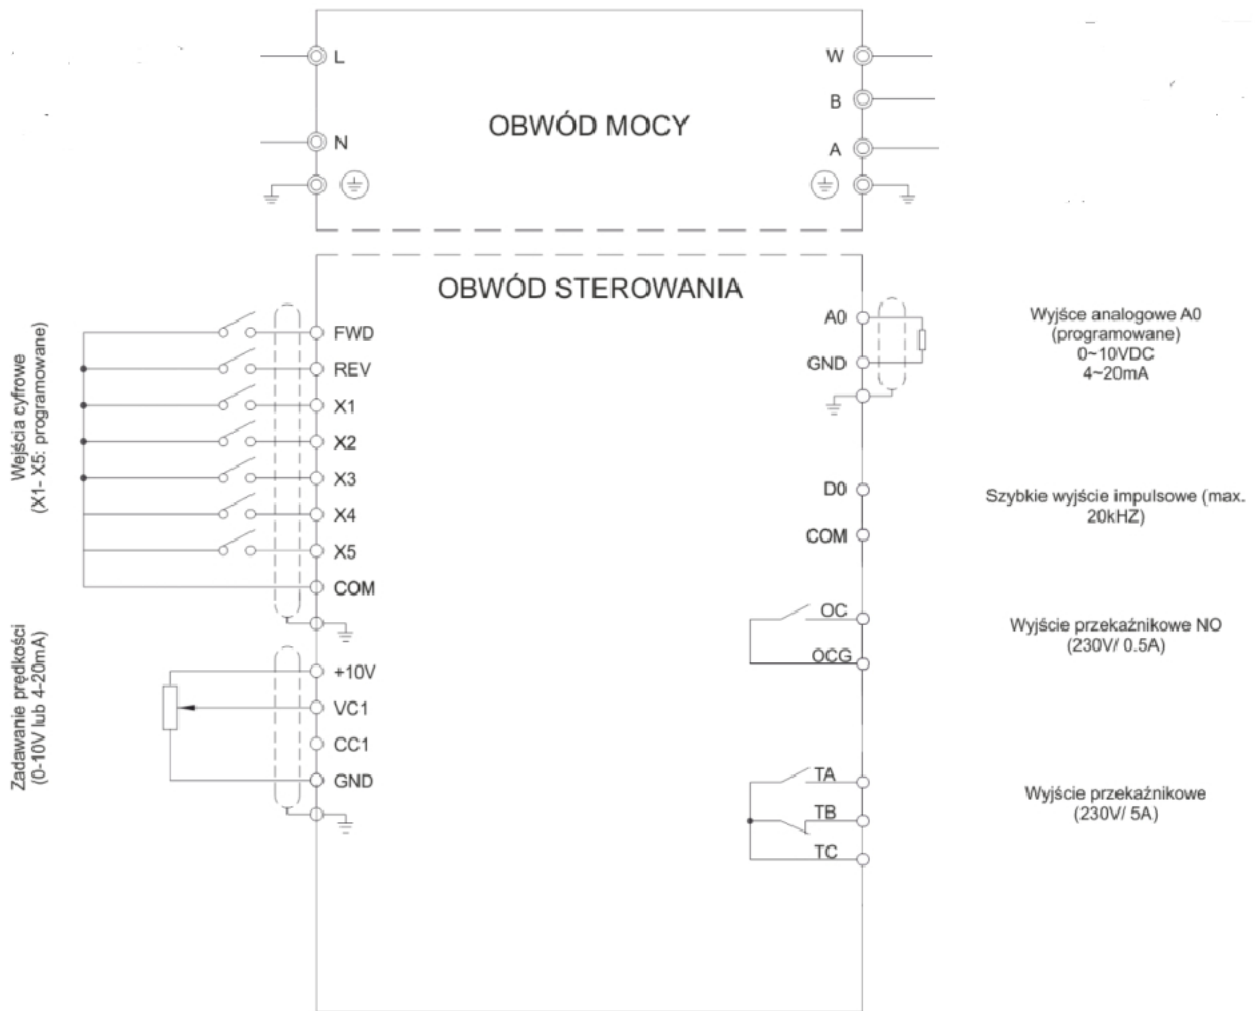 L
N
OBWÓD MOCY
W
B
A
OBWÓD STEROWANIA
Wejścia cyfrowe
(X1- X5: programowane)
FWD
REV
X1
X2
X3
X4
X5
COM
Zadawanie prędkości
(0-10V lub 4-20mA)
+10V
VC1
CC1
GND
A0
GND
Wyjśce analogowe A0
(programowane)
0~10VDC
4~20mA
D0
COM
Szybkie wyjście impulsowe (max.
20kHZ)
OC
OCG
Wyjście przekaźnikowe NO
(230V/ 0.5A)
TA
TB
TC
Wyjście przekaźnikowe
(230V/ 5A)